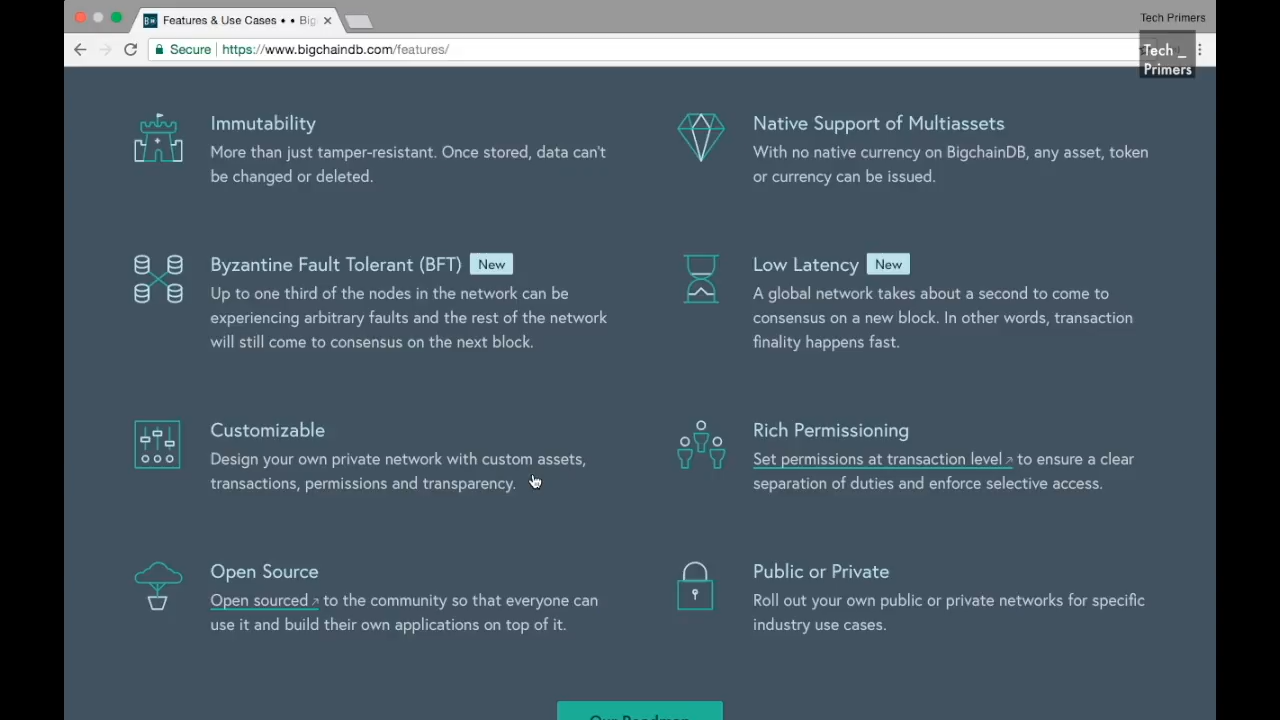 Features & Use Cases • • Big
Tech Primers
Secure
https://www.bigchaindb.com/features/
Tech _
Primers
Immutability
More than just tamper-resistant. Once stored, data can't
be changed or deleted.
Native Support of Multiassets
With no native currency on BigchainDB, any asset, token
or currency can be issued.
Byzantine Fault Tolerant (BFT) New
Up to one third of the nodes in the network can be
experiencing arbitrary faults and the rest of the network
will still come to consensus on the next block.
Low Latency New
A global network takes about a second to come to
consensus on a new block. In other words, transaction
finality happens fast.
Customizable
Design your own private network with custom assets,
transactions, permissions and transparency.
Rich Permissioning
Set permissions at transaction level ↗ to ensure a clear
separation of duties and enforce selective access.
Open Source
Open sourced ↗ to the community so that everyone can
use it and build their own applications on top of it.
Public or Private
Roll out your own public or private networks for specific
industry use cases.
Our Roadmap